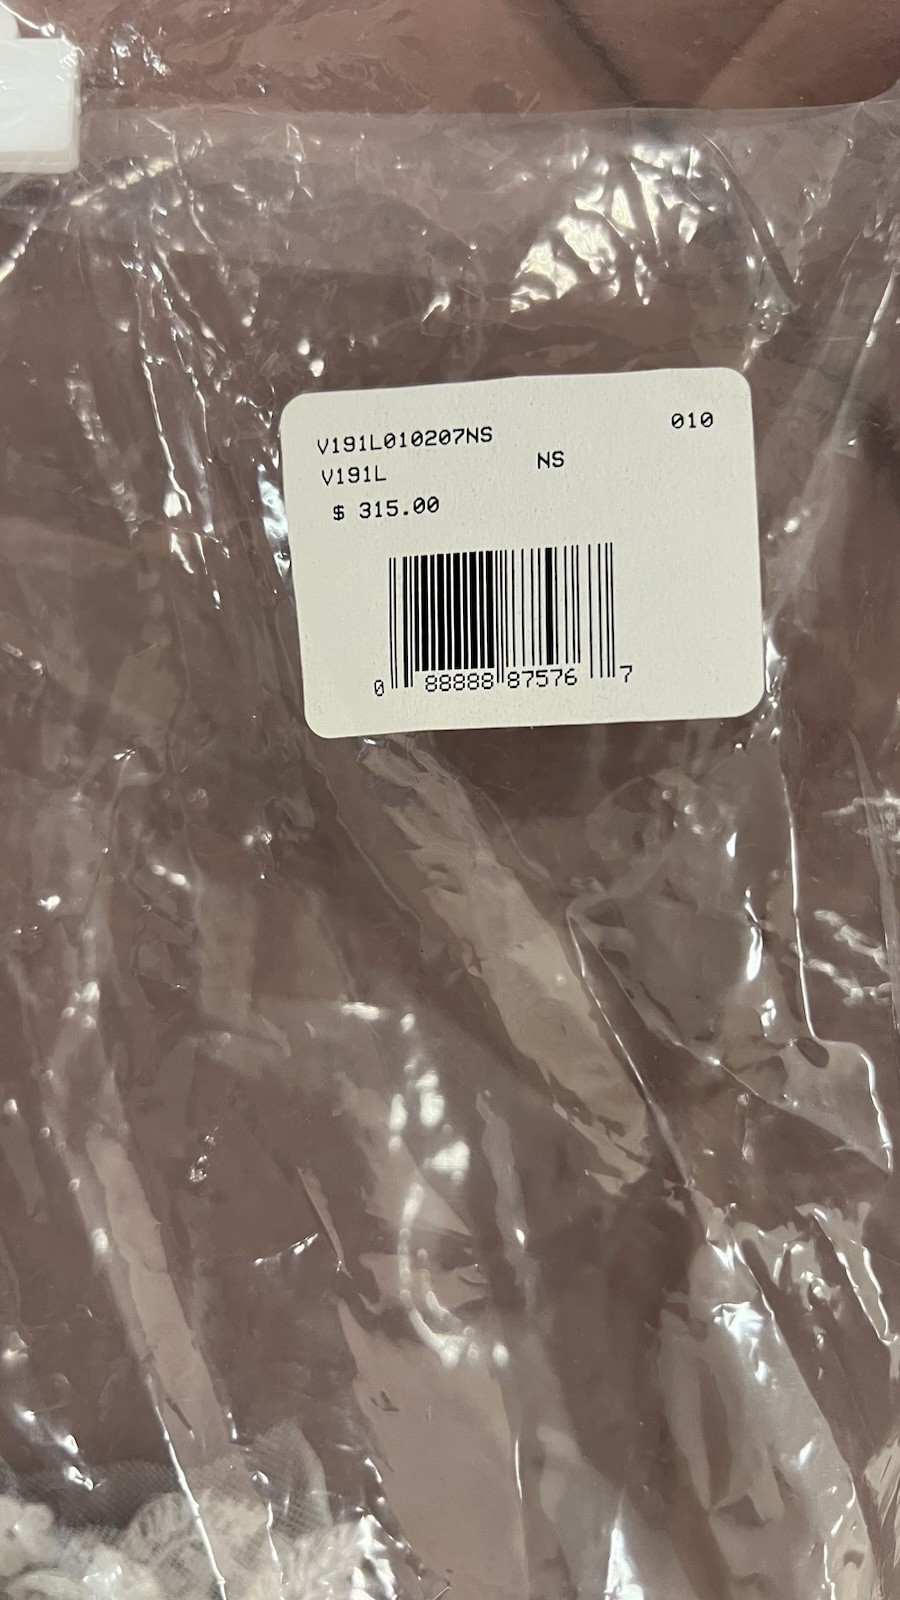 V191L010207NS 010
V191L NS
$ 315.00
0 88888 87576 7